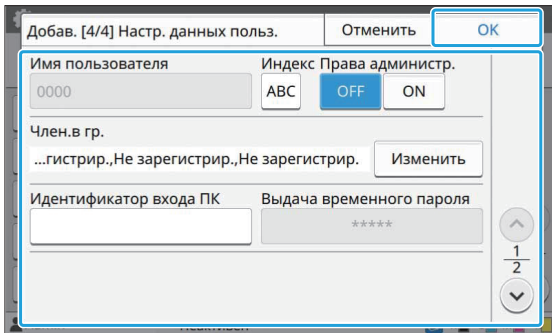 Добав. [4/4] Настр. данных польз.
Отменить
OK
Имя пользователя
Индекс
Права администр.
0000
ABC
OFF
ON
Член.в гр.
...гистрир.,Не зарегистрир.,Не зарегистрир.
Изменить
Идентификатор входа ПК
Выдача временного пароля
*****
1
2